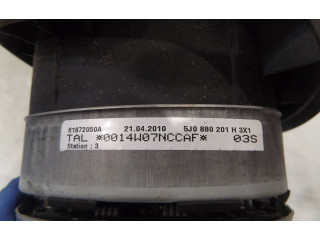 61872050A 21.04.2010 5J0 880 201 H 3X1
TAL *0014W07NCCAF* 03S
Station : 3